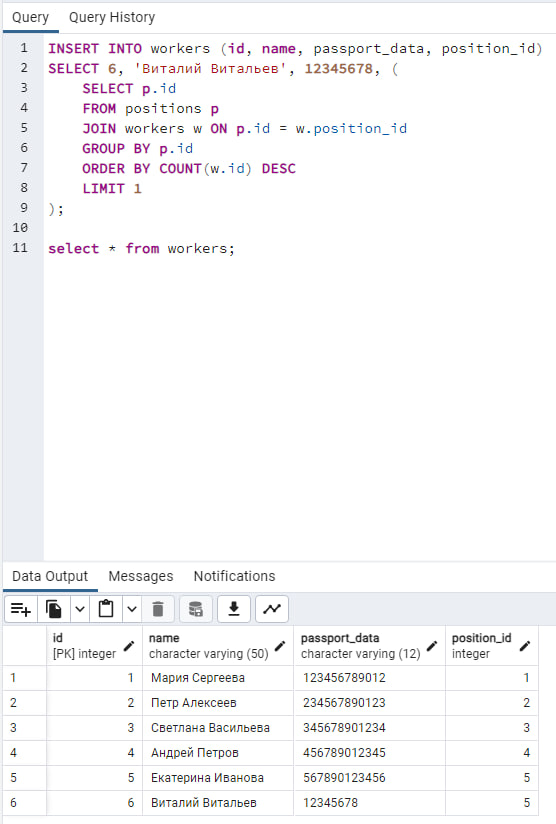 Query Query History
1 INSERT INTO workers (id, name, passport_data, position_id)
2 SELECT 6, 'Виталий Витальев', 12345678, (
3 SELECT p.id
4 FROM positions p
5 JOIN workers w ON p.id = w.position_id
6 GROUP BY p.id
7 ORDER BY COUNT(w.id) DESC
8 LIMIT 1
9 );
10
11 select * from workers;
Data Output Messages Notifications
id name passport_data position_id
[PK] integer character varying (50) character varying (12) integer
1 1 Мария Сергеева 123456789012 1
2 2 Петр Алексеев 234567890123 2
3 3 Светлана Васильева 345678901234 3
4 4 Андрей Петров 456789012345 4
5 5 Екатерина Иванова 567890123456 5
6 6 Виталий Витальев 12345678 5